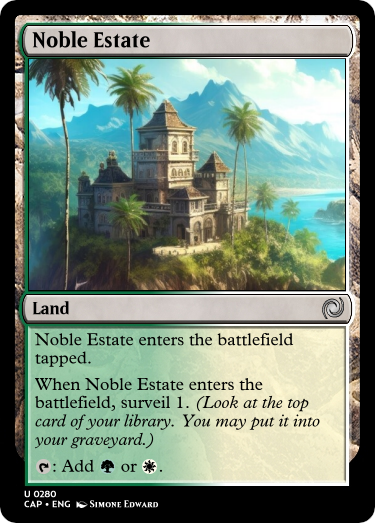 Noble Estate
Land
Noble Estate enters the battlefield
tapped.
When Noble Estate enters the
battlefield, surveil 1. (Look at the top
card of your library. You may put it into
your graveyard.)
: Add or .
U 0280
CAP • ENG Simone Edward